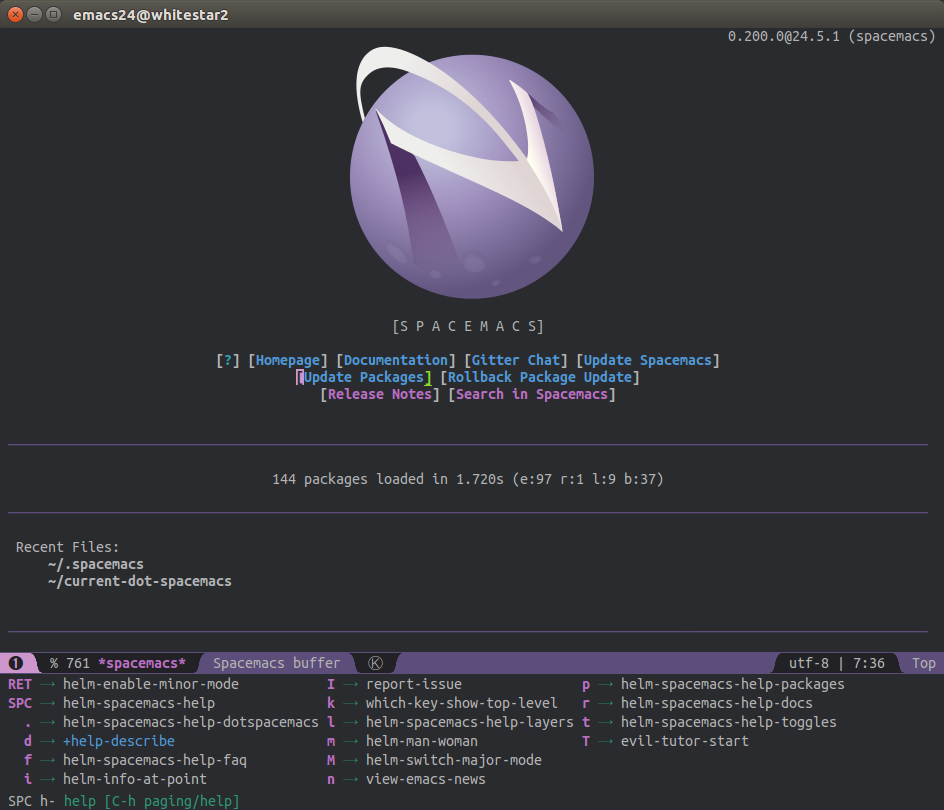 emacs24@whitestar2
0.200.0@24.5.1 (spacemacs)
[S P A C E M A C S]
[?] [Homepage] [Documentation] [Gitter Chat] [Update Spacemacs]
[Update Packages] [Rollback Package Update]
[Release Notes] [Search in Spacemacs]
144 packages loaded in 1.720s (e:97 r:1 l:9 b:37)
Recent Files:
~/.spacemacs
~/current-dot-spacemacs
❶ % 761 *spacemacs* Spacemacs buffer Ⓚ utf-8 | 7:36 Top
RET → helm-enable-minor-mode I → report-issue p → helm-spacemacs-help-packages
SPC → helm-spacemacs-help k → which-key-show-top-level r → helm-spacemacs-help-docs
. → helm-spacemacs-help-dotspacemacs l → helm-spacemacs-help-layers t → helm-spacemacs-help-toggles
d → +help-describe m → helm-man-woman T → evil-tutor-start
f → helm-spacemacs-help-faq M → helm-switch-major-mode
i → helm-info-at-point n → view-emacs-news
SPC h- help [C-h paging/help]